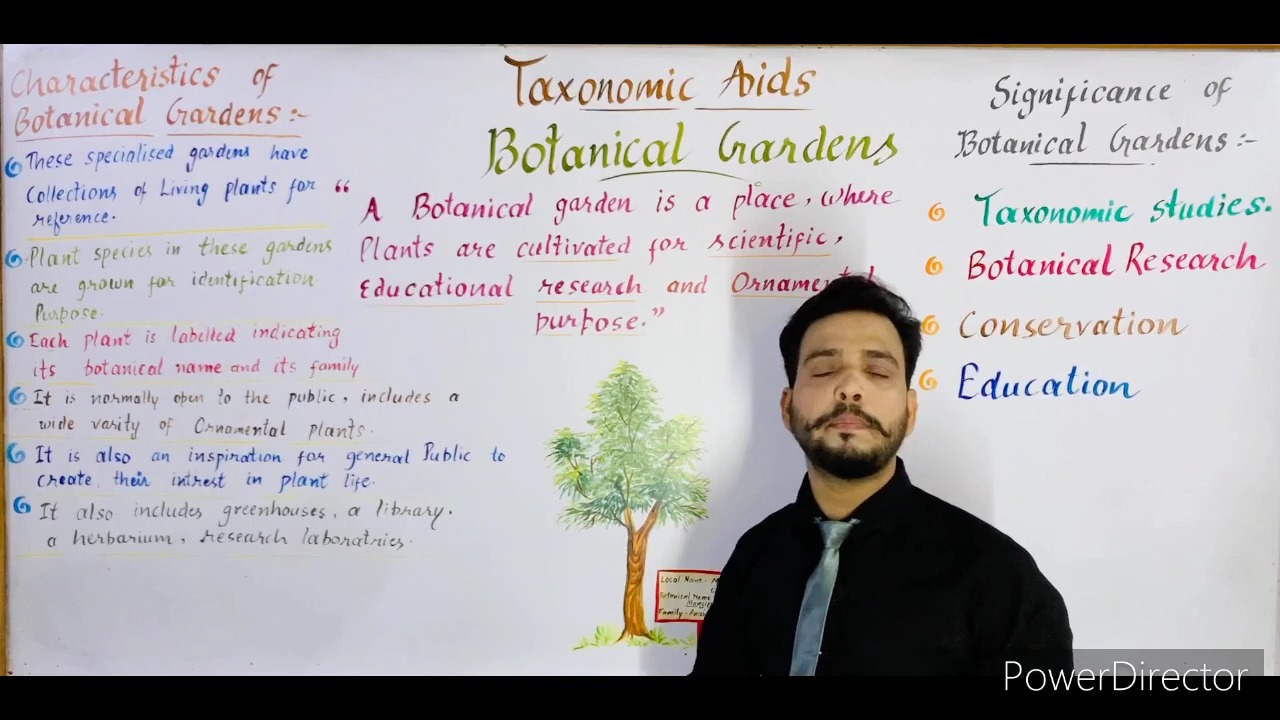 Taxonomic Aids
Botanical Gardens
“ A Botanical garden is a place, where
Plants are cultivated for scientific,
Educational research and
purpose.”
Characteristics of
Botanical Gardens:-
These specialised gardens have
Collections of Living plants for
reference.
Plant species in these gardens
are grown for identification
Purpose.
Each plant is labelled indicating
its botanical name and its family
It is normally open to the public, includes a
wide varity of Ornamental plants.
It is also an inspiration for general Public to
create their intrest in plant life.
It also includes greenhouses, a library,
a herbarium, research laboratries.
Significance of
Botanical Gardens:-
Taxonomic studies.
Botanical Research
Conservation
Education
Local Name -
Botanical Name
Family -
PowerDirector